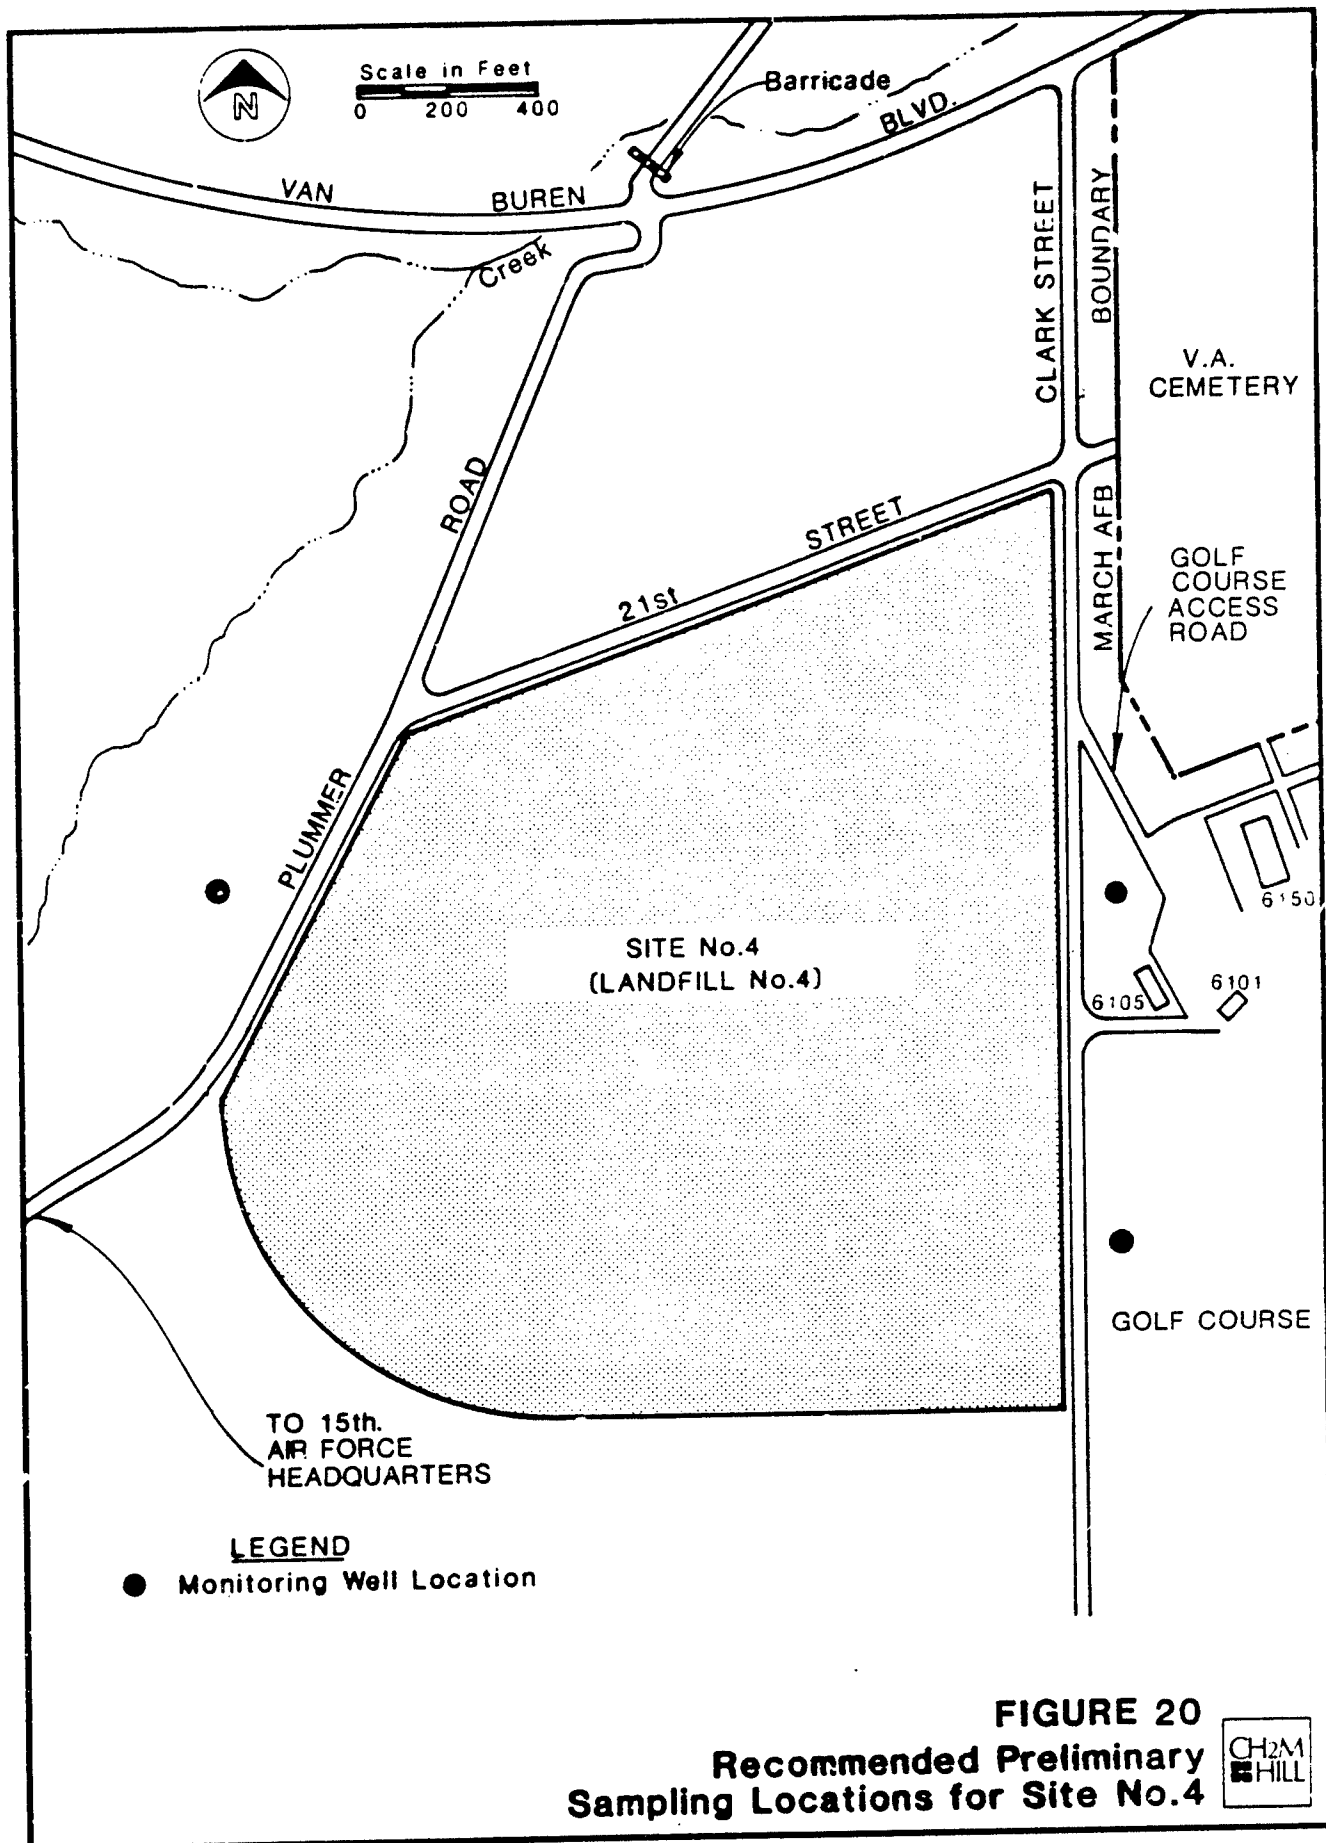 Scale in Feet
0 200 400
N
Barricade
VAN BUREN BLVD.
Creek
CLARK STREET
BOUNDARY
V.A.
CEMETERY
ROAD
21st STREET
MARCH AFB
GOLF
COURSE
ACCESS
ROAD
PLUMMER
6150
SITE No.4
(LANDFILL No.4)
6105
6101
GOLF COURSE
TO 15th.
AIR FORCE
HEADQUARTERS
LEGEND
Monitoring Well Location
FIGURE 20
Recommended Preliminary
Sampling Locations for Site No.4
CH2M
HILL